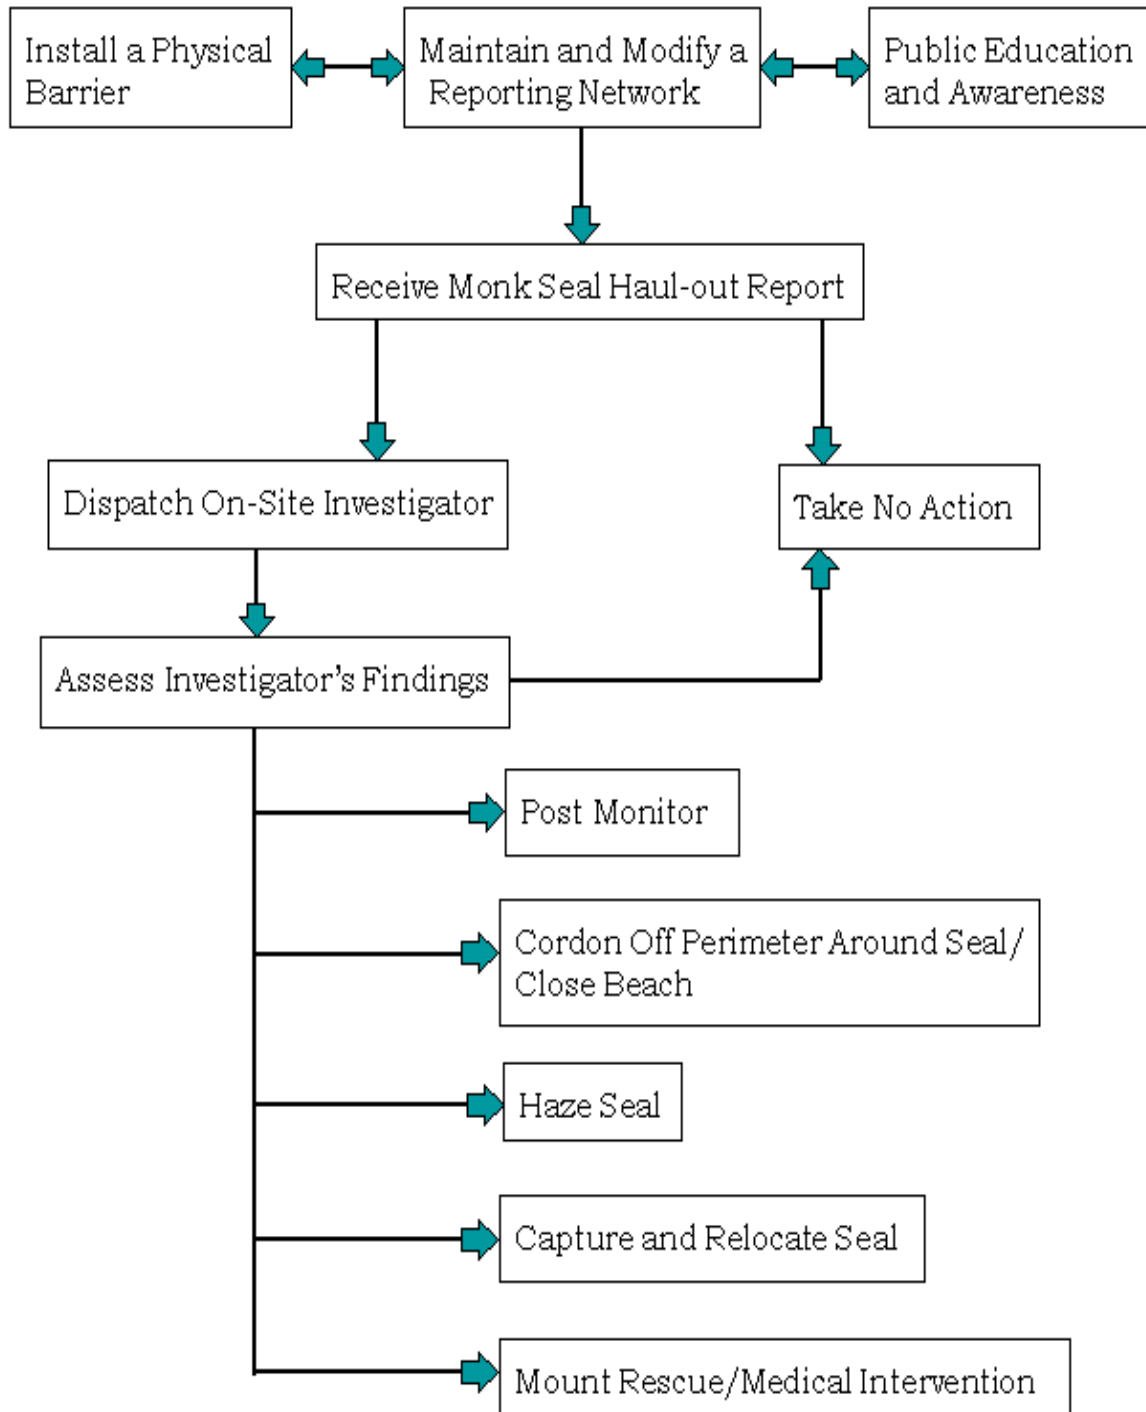 Install a Physical
Barrier
Maintain and Modify a
Reporting Network
Public Education
and Awareness
Receive Monk Seal Haul-out Report
Dispatch On-Site Investigator
Take No Action
Assess Investigator's Findings
Post Monitor
Cordon Off Perimeter Around Seal/
Close Beach
Haze Seal
Capture and Relocate Seal
Mount Rescue/Medical Intervention